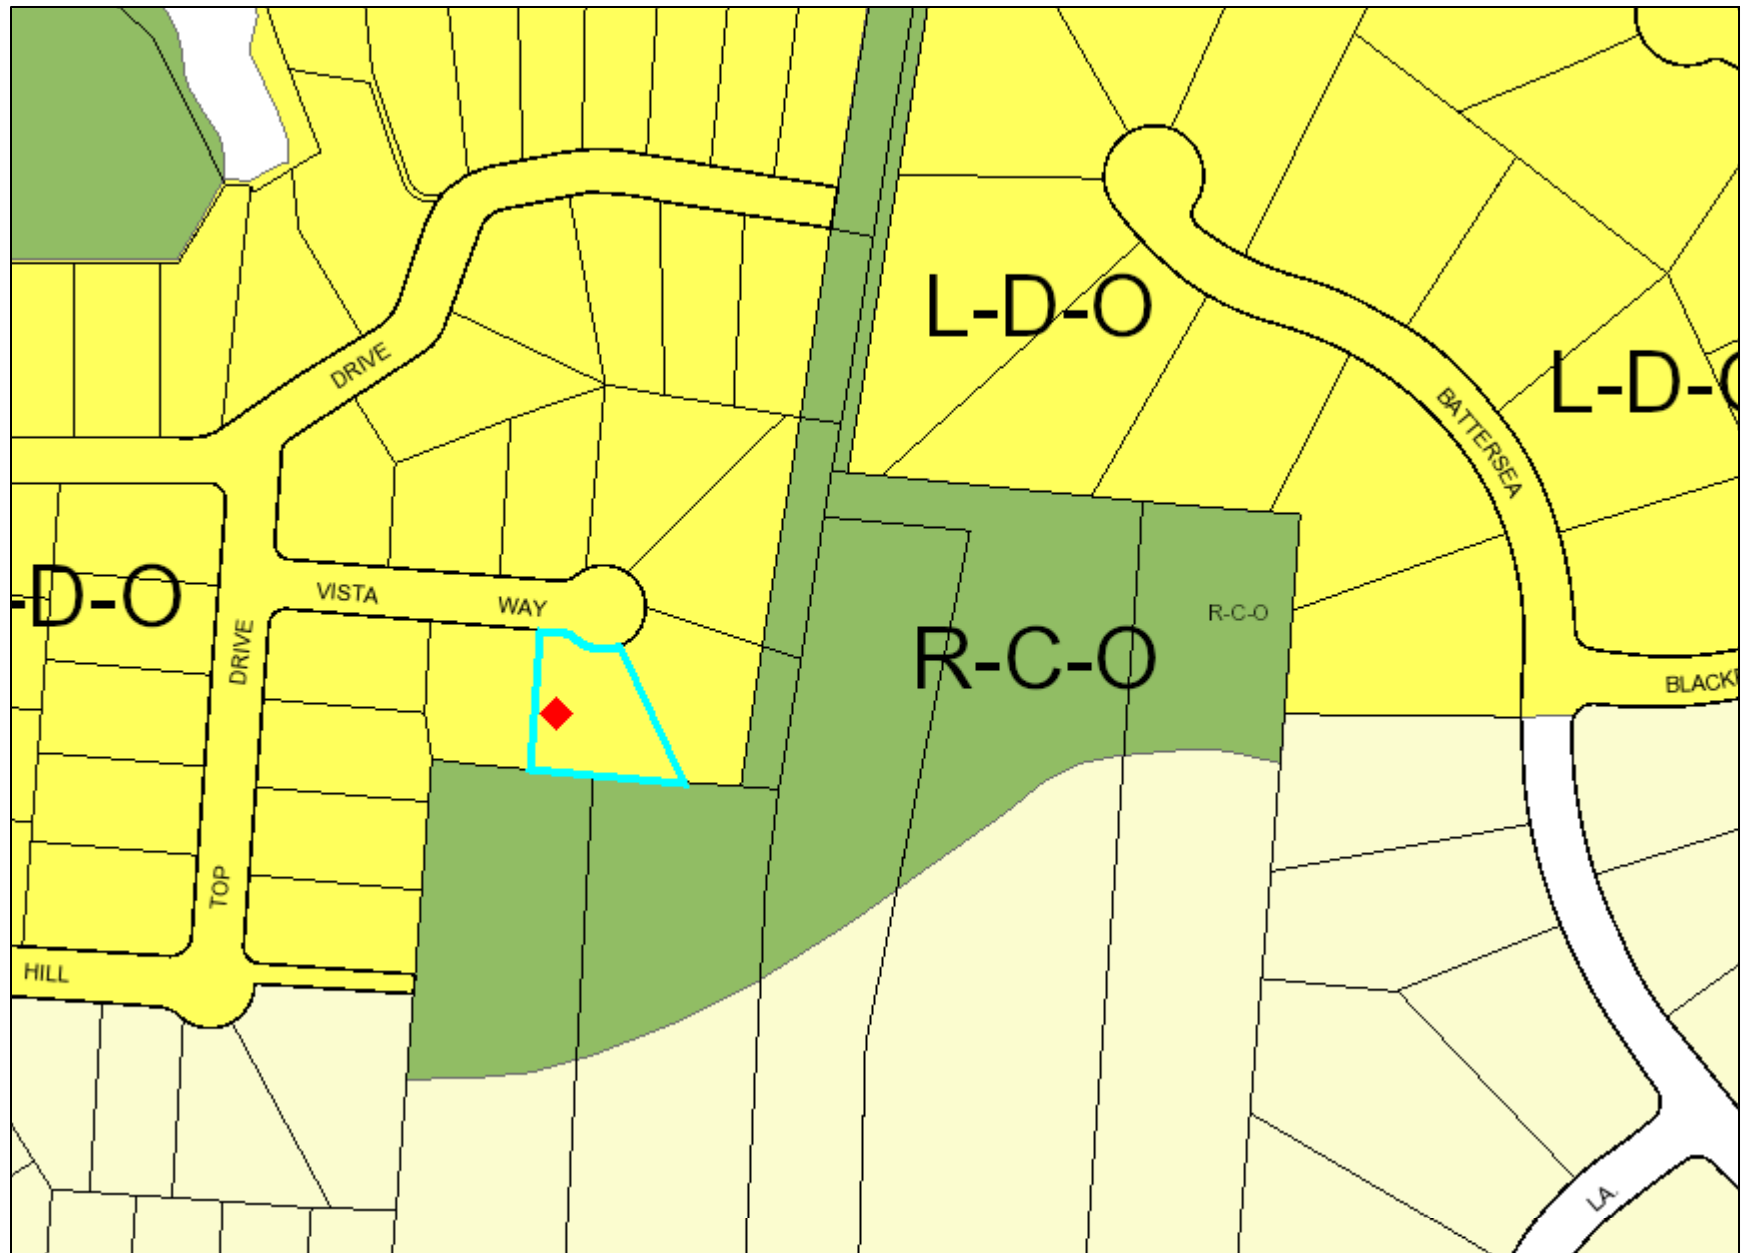 L-D-O
DRIVE
L-D-O
BATTERSEA
-D-O
VISTA WAY
R-C-O
DRIVE
R-C-O
BLACK
TOP
HILL
LA.